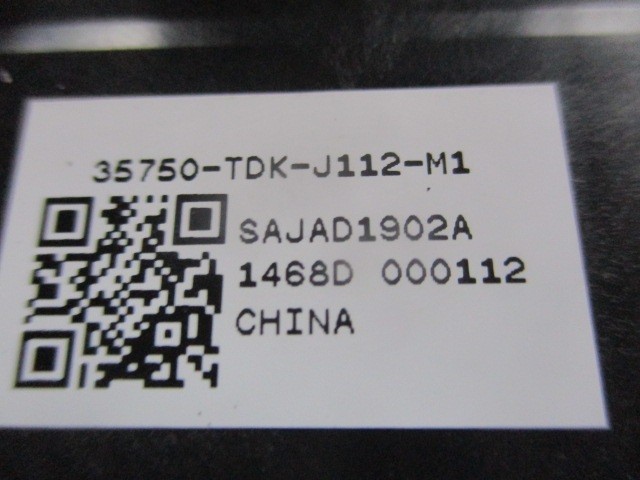 35750-TDK-J112-M1
SAJAD1902A
1468D 000112
CHINA